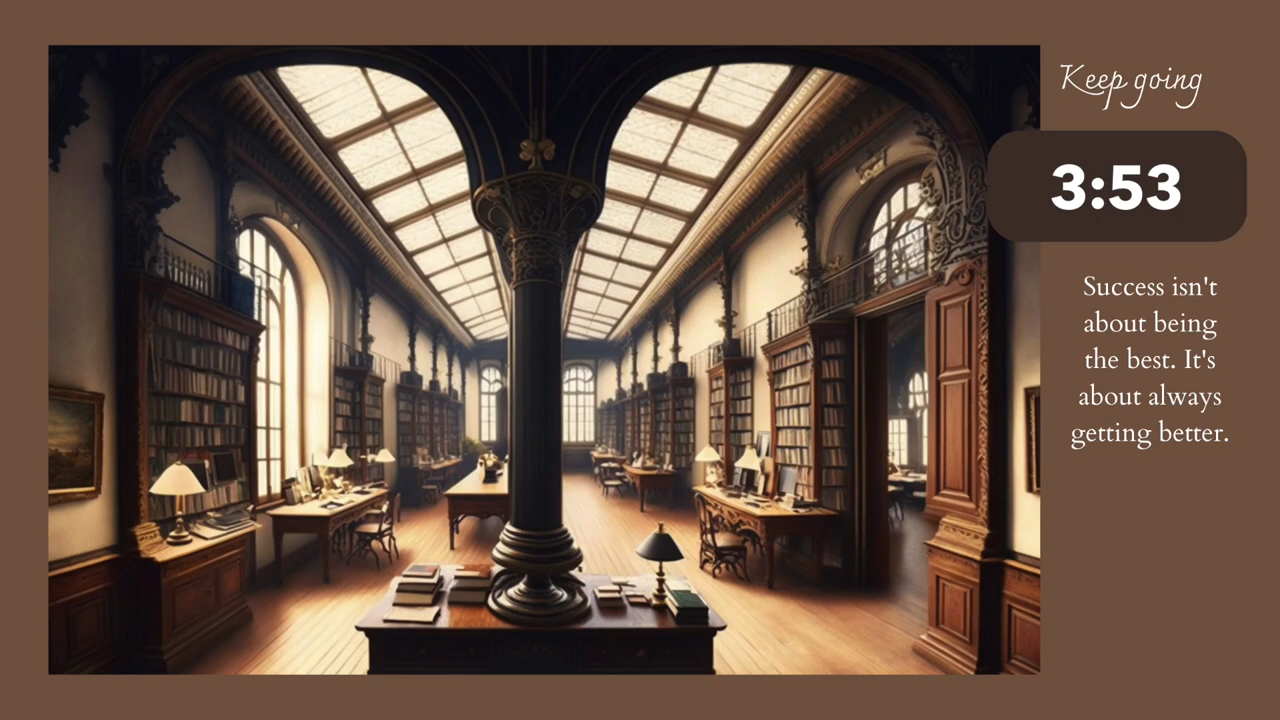 Keep going
3:53
Success isn't
about being
the best. It's
about always
getting better.